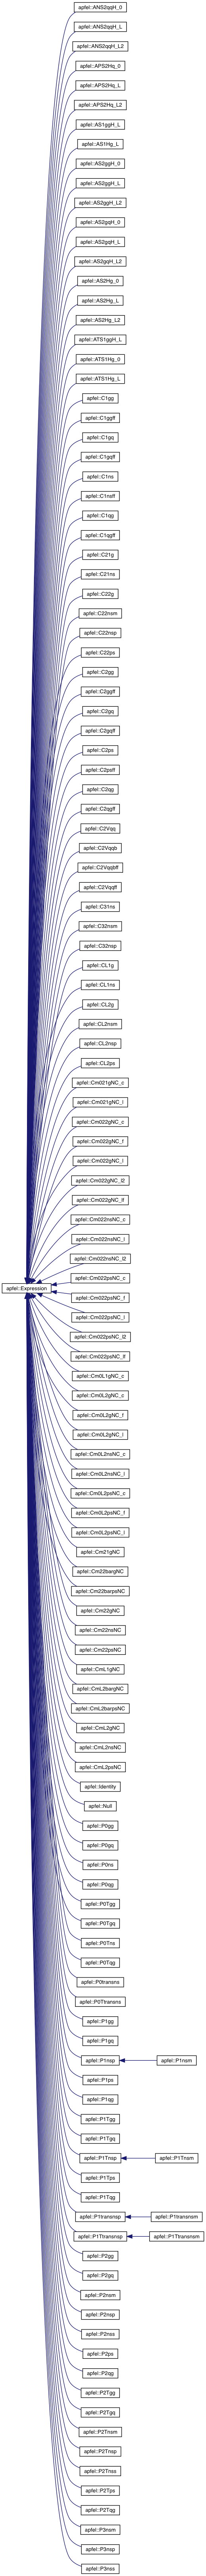 apfel::ANS2qqH_0
apfel::ANS2qqH_L
apfel::ANS2qqH_L2
apfel::APS2Hq_0
apfel::APS2Hq_L
apfel::APS2Hq_L2
apfel::AS1ggH_L
apfel::AS1Hg_L
apfel::AS2ggH_0
apfel::AS2ggH_L
apfel::AS2ggH_L2
apfel::AS2gqH_0
apfel::AS2gqH_L
apfel::AS2gqH_L2
apfel::AS2Hg_0
apfel::AS2Hg_L
apfel::AS2Hg_L2
apfel::ATS1ggH_L
apfel::ATS1Hg_0
apfel::ATS1Hg_L
apfel::C1gg
apfel::C1ggff
apfel::C1gq
apfel::C1gqff
apfel::C1ns
apfel::C1nsff
apfel::C1qg
apfel::C1qgff
apfel::C21g
apfel::C21ns
apfel::C22g
apfel::C22nsm
apfel::C22nsp
apfel::C22ps
apfel::C2gg
apfel::C2ggff
apfel::C2gq
apfel::C2gqff
apfel::C2ps
apfel::C2psff
apfel::C2qg
apfel::C2qgff
apfel::C2Vqq
apfel::C2Vqqb
apfel::C2Vqqbff
apfel::C2Vqqff
apfel::C31ns
apfel::C32nsm
apfel::C32nsp
apfel::CL1g
apfel::CL1ns
apfel::CL2g
apfel::CL2nsm
apfel::CL2nsp
apfel::CL2ps
apfel::Cm021gNC_c
apfel::Cm021gNC_l
apfel::Cm022gNC_c
apfel::Cm022gNC_f
apfel::Cm022gNC_l
apfel::Cm022gNC_l2
apfel::Cm022gNC_lf
apfel::Cm022nsNC_c
apfel::Cm022nsNC_l
apfel::Cm022nsNC_l2
apfel::Cm022psNC_c
apfel::Expression
apfel::Cm022psNC_f
apfel::Cm022psNC_l
apfel::Cm022psNC_l2
apfel::Cm022psNC_lf
apfel::Cm0L1gNC_c
apfel::Cm0L2gNC_c
apfel::Cm0L2gNC_f
apfel::Cm0L2gNC_l
apfel::Cm0L2nsNC_c
apfel::Cm0L2nsNC_l
apfel::Cm0L2psNC_c
apfel::Cm0L2psNC_f
apfel::Cm0L2psNC_l
apfel::Cm21gNC
apfel::Cm22bargNC
apfel::Cm22barpsNC
apfel::Cm22gNC
apfel::Cm22nsNC
apfel::Cm22psNC
apfel::CmL1gNC
apfel::CmL2bargNC
apfel::CmL2barpsNC
apfel::CmL2gNC
apfel::CmL2nsNC
apfel::CmL2psNC
apfel::Identity
apfel::Null
apfel::P0gg
apfel::P0gq
apfel::P0ns
apfel::P0qg
apfel::P0Tgg
apfel::P0Tgq
apfel::P0Tns
apfel::P0Tqg
apfel::P0transns
apfel::P0Ttransns
apfel::P1gg
apfel::P1gq
apfel::P1nsp
apfel::P1nsm
apfel::P1ps
apfel::P1qg
apfel::P1Tgg
apfel::P1Tgq
apfel::P1Tnsp
apfel::P1Tnsm
apfel::P1Tps
apfel::P1Tqg
apfel::P1transnsp
apfel::P1transnsm
apfel::P1Ttransnsp
apfel::P1Ttransnsm
apfel::P2gg
apfel::P2gq
apfel::P2nsm
apfel::P2nsp
apfel::P2nss
apfel::P2ps
apfel::P2qg
apfel::P2Tgg
apfel::P2Tgq
apfel::P2Tnsm
apfel::P2Tnsp
apfel::P2Tnss
apfel::P2Tps
apfel::P2Tqg
apfel::P3nsm
apfel::P3nsp
apfel::P3nss